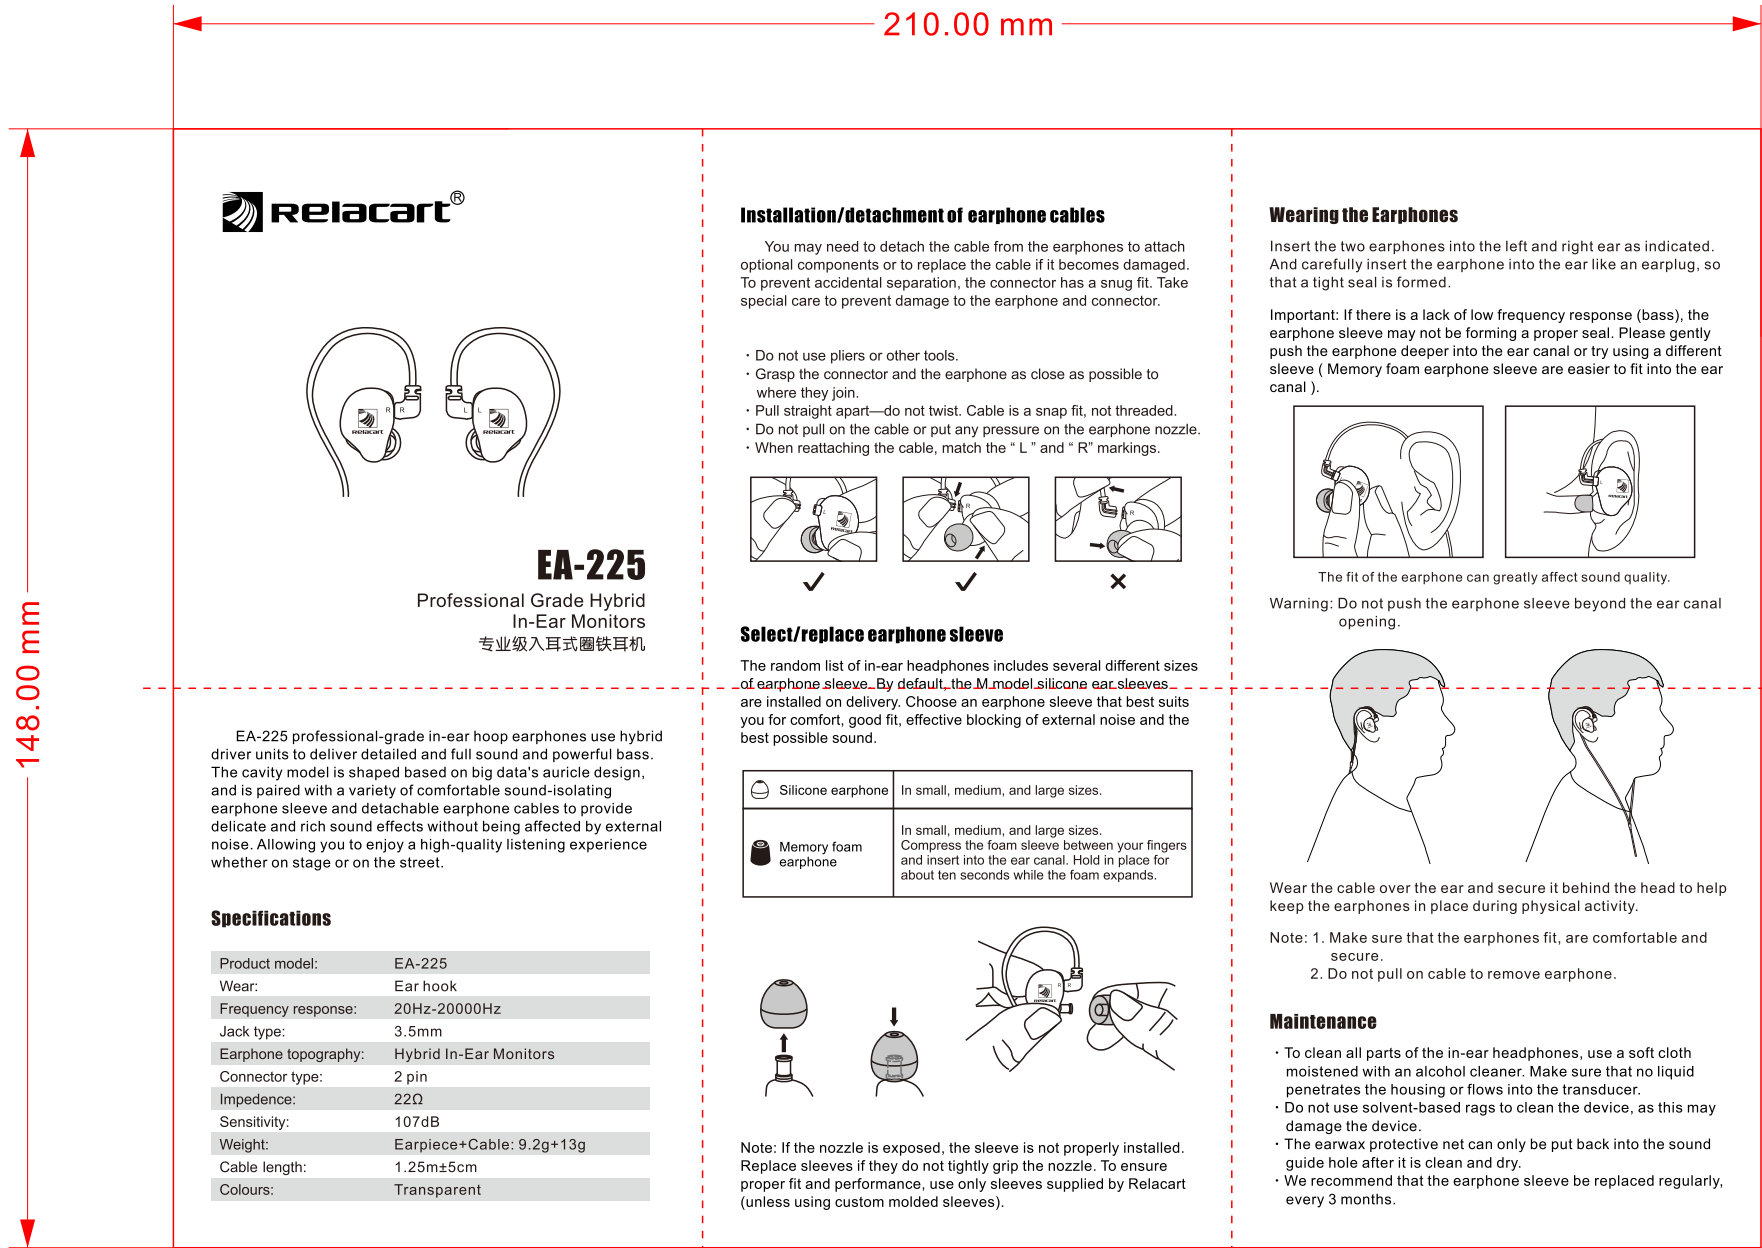 210.00 mm
148.00 mm
Relacart®
R R
L L
Relacart
Relacart
EA-225
Professional Grade Hybrid
In-Ear Monitors
专业级入耳式圈铁耳机
EA-225 professional-grade in-ear hoop earphones use hybrid
driver units to deliver detailed and full sound and powerful bass.
The cavity model is shaped based on big data's auricle design,
and is paired with a variety of comfortable sound-isolating
earphone sleeve and detachable earphone cables to provide
delicate and rich sound effects without being affected by external
noise. Allowing you to enjoy a high-quality listening experience
whether on stage or on the street.
Specifications
Product model: EA-225
Wear: Ear hook
Frequency response: 20Hz-20000Hz
Jack type: 3.5mm
Earphone topography: Hybrid In-Ear Monitors
Connector type: 2 pin
Impedence: 22Ω
Sensitivity: 107dB
Weight: Earpiece+Cable: 9.2g+13g
Cable length: 1.25m±5cm
Colours: Transparent
Installation/detachment of earphone cables
You may need to detach the cable from the earphones to attach
optional components or to replace the cable if it becomes damaged.
To prevent accidental separation, the connector has a snug fit. Take
special care to prevent damage to the earphone and connector.
· Do not use pliers or other tools.
· Grasp the connector and the earphone as close as possible to
where they join.
· Pull straight apart—do not twist. Cable is a snap fit, not threaded.
· Do not pull on the cable or put any pressure on the earphone nozzle.
· When reattaching the cable, match the “ L ” and “ R” markings.
L
Relacart
R
R
Select/replace earphone sleeve
The random list of in-ear headphones includes several different sizes
of earphone sleeve. By default, the M model silicone ear sleeves
are installed on delivery. Choose an earphone sleeve that best suits
you for comfort, good fit, effective blocking of external noise and the
best possible sound.
Silicone earphone In small, medium, and large sizes.
Memory foam
earphone
In small, medium, and large sizes.
Compress the foam sleeve between your fingers
and insert into the ear canal. Hold in place for
about ten seconds while the foam expands.
R R
Relacart
Note: If the nozzle is exposed, the sleeve is not properly installed.
Replace sleeves if they do not tightly grip the nozzle. To ensure
proper fit and performance, use only sleeves supplied by Relacart
(unless using custom molded sleeves).
Wearing the Earphones
Insert the two earphones into the left and right ear as indicated.
And carefully insert the earphone into the ear like an earplug, so
that a tight seal is formed.
Important: If there is a lack of low frequency response (bass), the
earphone sleeve may not be forming a proper seal. Please gently
push the earphone deeper into the ear canal or try using a different
sleeve ( Memory foam earphone sleeve are easier to fit into the ear
canal ).
L
Relacart
The fit of the earphone can greatly affect sound quality.
Warning: Do not push the earphone sleeve beyond the ear canal
opening.
Wear the cable over the ear and secure it behind the head to help
keep the earphones in place during physical activity.
Note: 1. Make sure that the earphones fit, are comfortable and
secure.
2. Do not pull on cable to remove earphone.
Maintenance
· To clean all parts of the in-ear headphones, use a soft cloth
moistened with an alcohol cleaner. Make sure that no liquid
penetrates the housing or flows into the transducer.
· Do not use solvent-based rags to clean the device, as this may
damage the device.
· The earwax protective net can only be put back into the sound
guide hole after it is clean and dry.
· We recommend that the earphone sleeve be replaced regularly,
every 3 months.